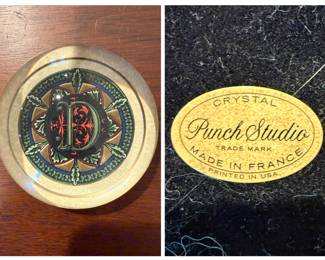 D
CRYSTAL
Punch Studio
TRADE MARK
MADE IN FRANCE
PRINTED IN USA